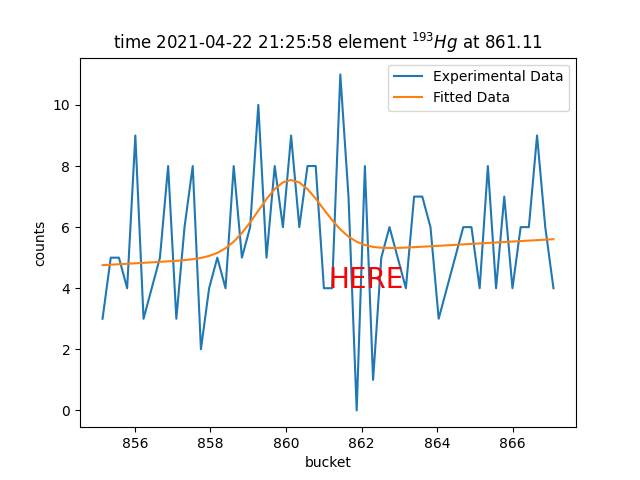 time 2021-04-22 21:25:58 element ¹⁹³Hg at 861.11
Experimental Data
Fitted Data
counts
10
8
6
4
2
0
HERE
856 858 860 862 864 866
bucket